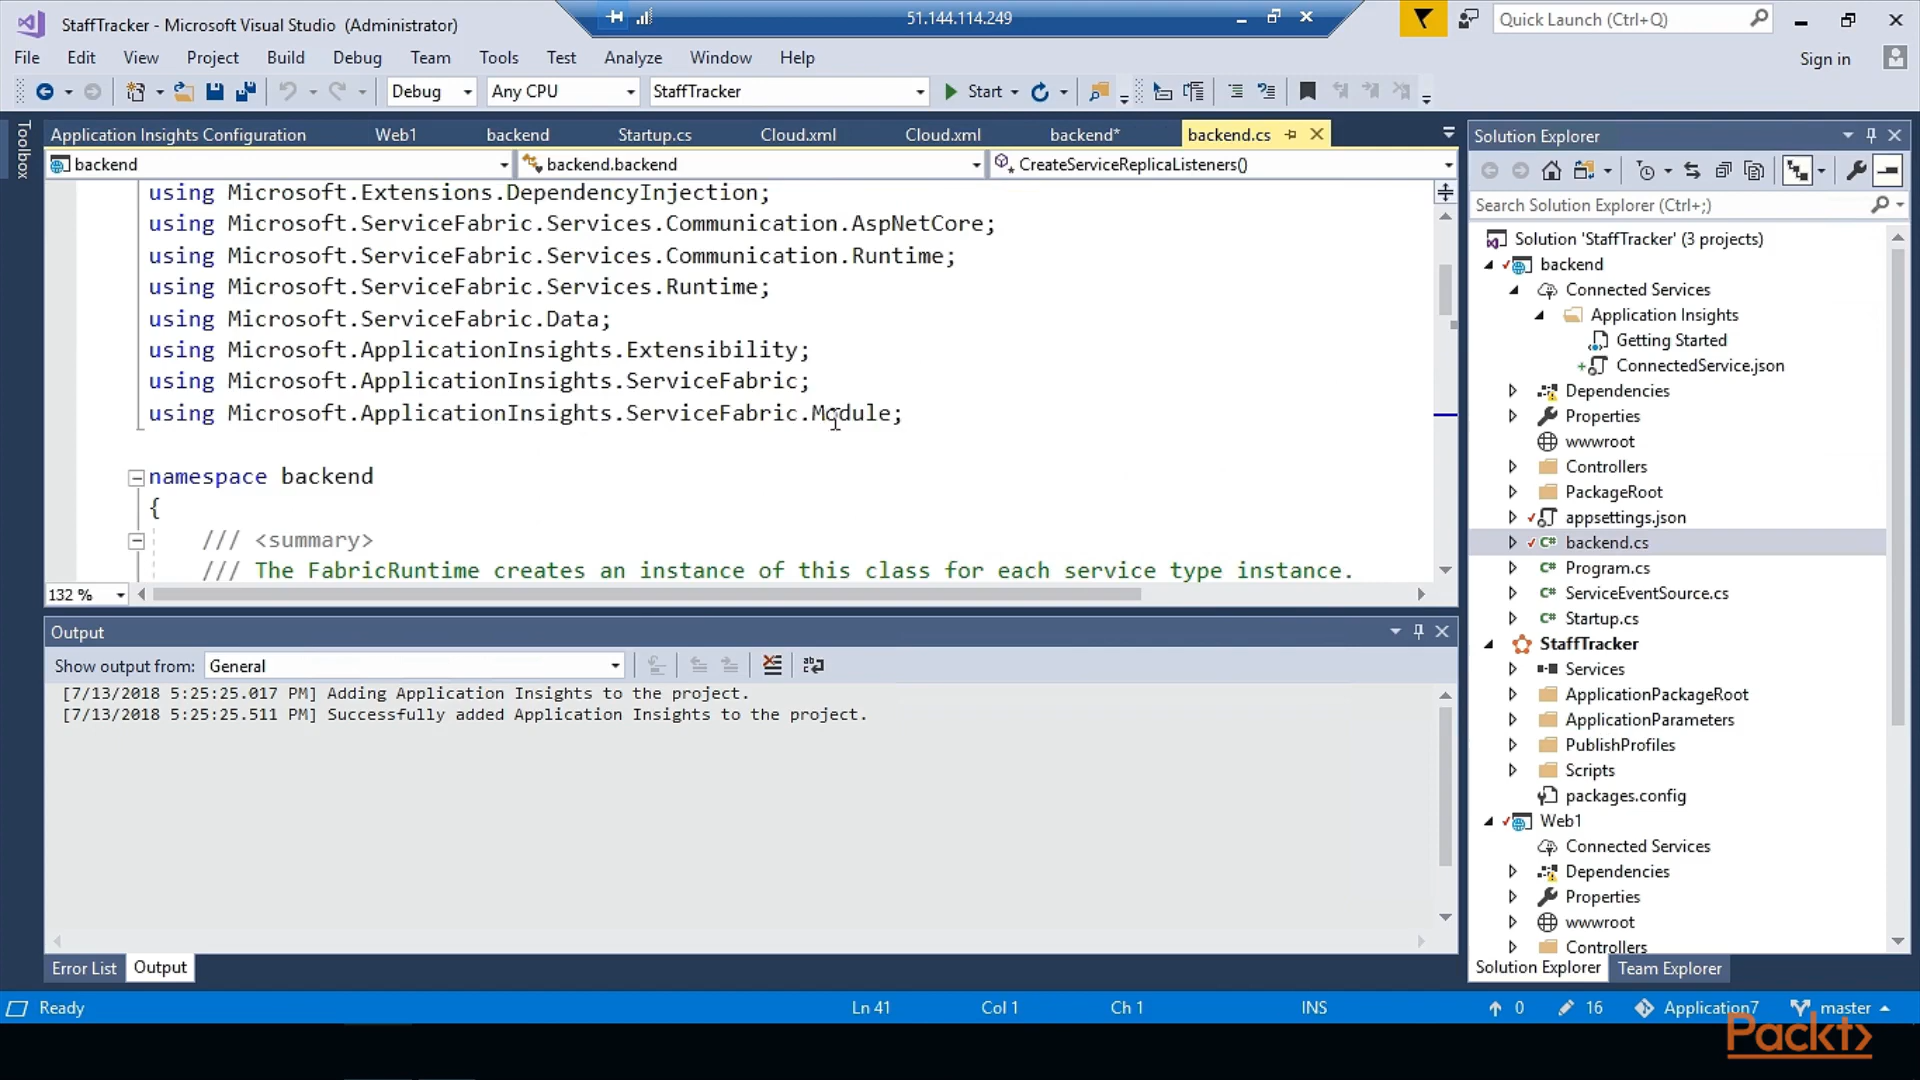 StaffTracker - Microsoft Visual Studio (Administrator)
51.144.114.249
Quick Launch (Ctrl+Q)
File Edit View Project Build Debug Team Tools Test Analyze Window Help
Sign in
Debug Any CPU StaffTracker Start
Toolbox
Application Insights Configuration Web1 backend Startup.cs Cloud.xml Cloud.xml backend* backend.cs
backend backend.backend CreateServiceReplicaListeners()
using Microsoft.Extensions.DependencyInjection;
using Microsoft.ServiceFabric.Services.Communication.AspNetCore;
using Microsoft.ServiceFabric.Services.Communication.Runtime;
using Microsoft.ServiceFabric.Services.Runtime;
using Microsoft.ServiceFabric.Data;
using Microsoft.ApplicationInsights.Extensibility;
using Microsoft.ApplicationInsights.ServiceFabric;
using Microsoft.ApplicationInsights.ServiceFabric.Module;
namespace backend
{
/// <summary>
/// The FabricRuntime creates an instance of this class for each service type instance.
132 %
Output
Show output from: General
[7/13/2018 5:25:25.017 PM] Adding Application Insights to the project.
[7/13/2018 5:25:25.511 PM] Successfully added Application Insights to the project.
Error List Output
Solution Explorer
Search Solution Explorer (Ctrl+;)
Solution 'StaffTracker' (3 projects)
backend
Connected Services
Application Insights
Getting Started
ConnectedService.json
Dependencies
Properties
wwwroot
Controllers
PackageRoot
appsettings.json
C# backend.cs
C# Program.cs
C# ServiceEventSource.cs
C# Startup.cs
StaffTracker
Services
ApplicationPackageRoot
ApplicationParameters
PublishProfiles
Scripts
packages.config
Web1
Connected Services
Dependencies
Properties
wwwroot
Controllers
Solution Explorer Team Explorer
Ready Ln 41 Col 1 Ch 1 INS 0 16 Application7 master
Packt>